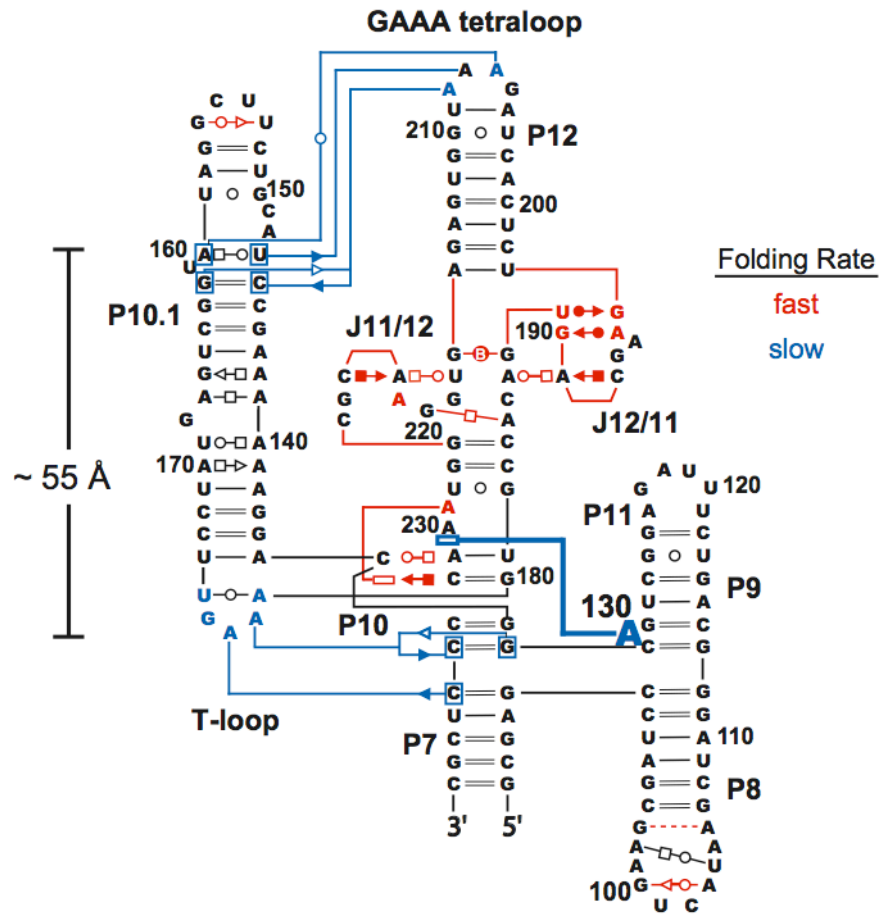 GAAA tetraloop
A A
A G
C U
U A
G U
210 G U P12
G C G C
A U U A
U G 150 G C
C A U 200
A G C
160 A U A U
U
G C
P10.1 G C
G G
C A
U A
G A
A A
G
U A 140
170 A A
U A
C G
C G
U A
U A
G A
A
T-loop
~ 55 Å
J11/12
C A
A
G
C
G G
U A
G C
G A
220 G C
G C
G G
U G
A
230 A
A U
C G 180
C
P10
C G
C G
C G
U A
P7 C G
G C
C G
3' 5'
U G
190 G A
A
G
A C
J12/11
Folding Rate
fast
slow
A U
G U 120
P11 A U
G C
G U
C G P9
U A
130 A G C
C G
C G
C G
U A 110
A U
G C P8
C G
G A
A A
A U
100 G A
U C